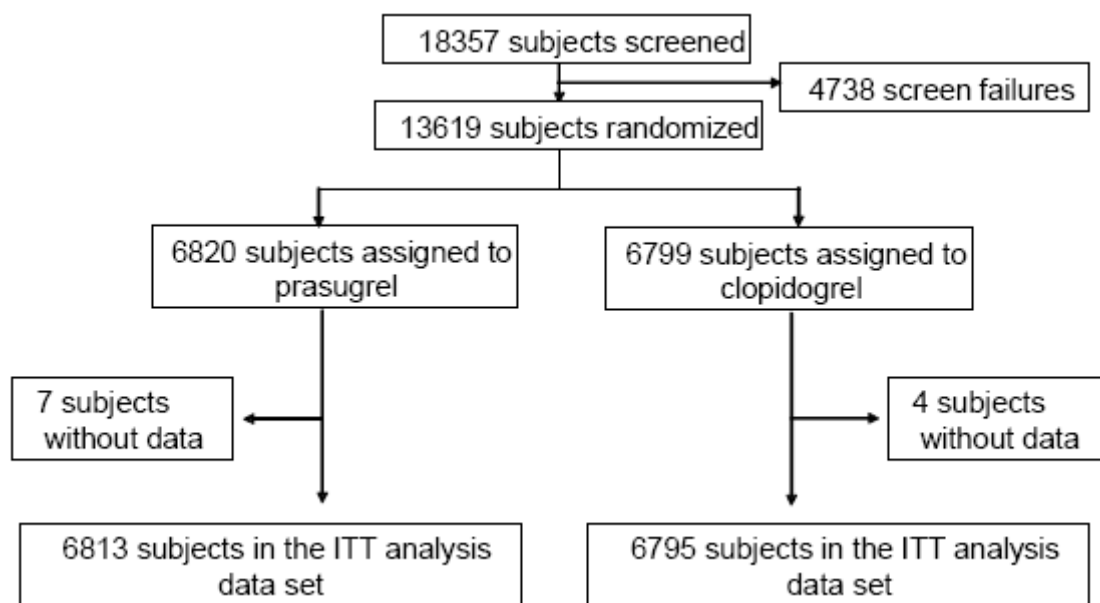 18357 subjects screened
4738 screen failures
13619 subjects randomized
6820 subjects assigned to
prasugrel
6799 subjects assigned to
clopidogrel
7 subjects
without data
4 subjects
without data
6813 subjects in the ITT analysis
data set
6795 subjects in the ITT analysis
data set